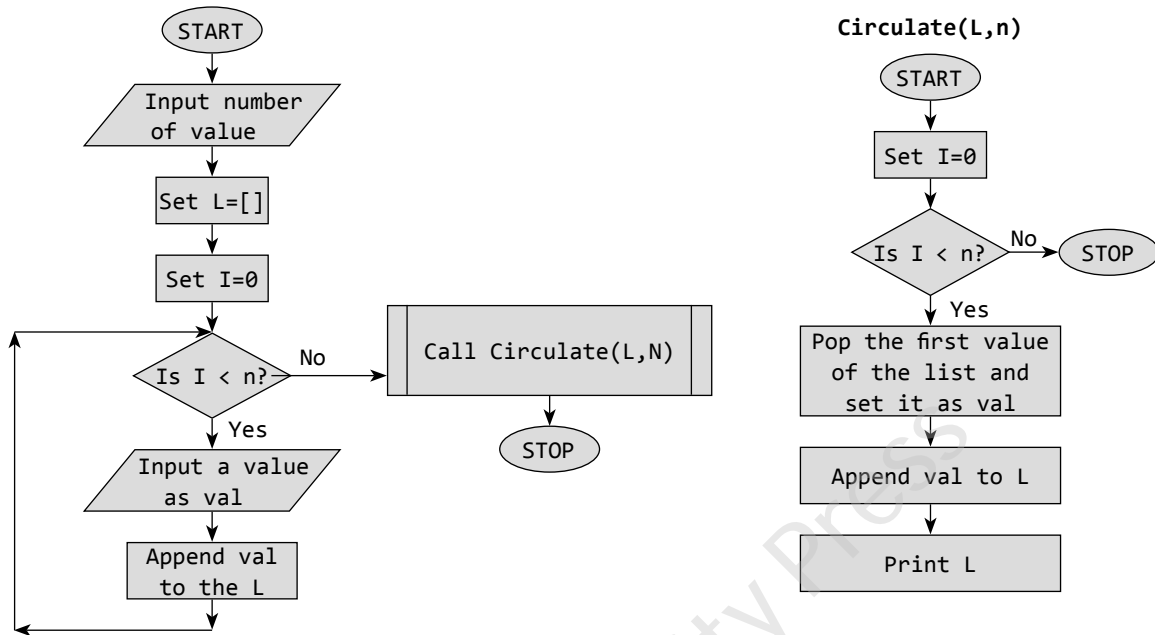 START
Input number
of value
Set L=[]
Set I=0
Is I < n?
No
Yes
Input a value
as val
Append val
to the L
Call Circulate(L,N)
STOP
Circulate(L,n)
START
Set I=0
Is I < n?
No
STOP
Yes
Pop the first value
of the list and
set it as val
Append val to L
Print L
ity Press